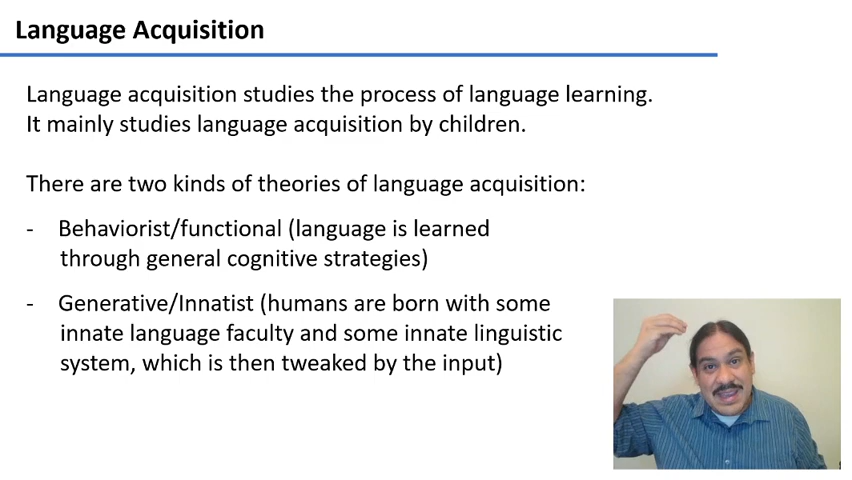 Language Acquisition
Language acquisition studies the process of language learning.
It mainly studies language acquisition by children.
There are two kinds of theories of language acquisition:
- Behaviorist/functional (language is learned
through general cognitive strategies)
- Generative/Innatist (humans are born with some
innate language faculty and some innate linguistic
system, which is then tweaked by the input)